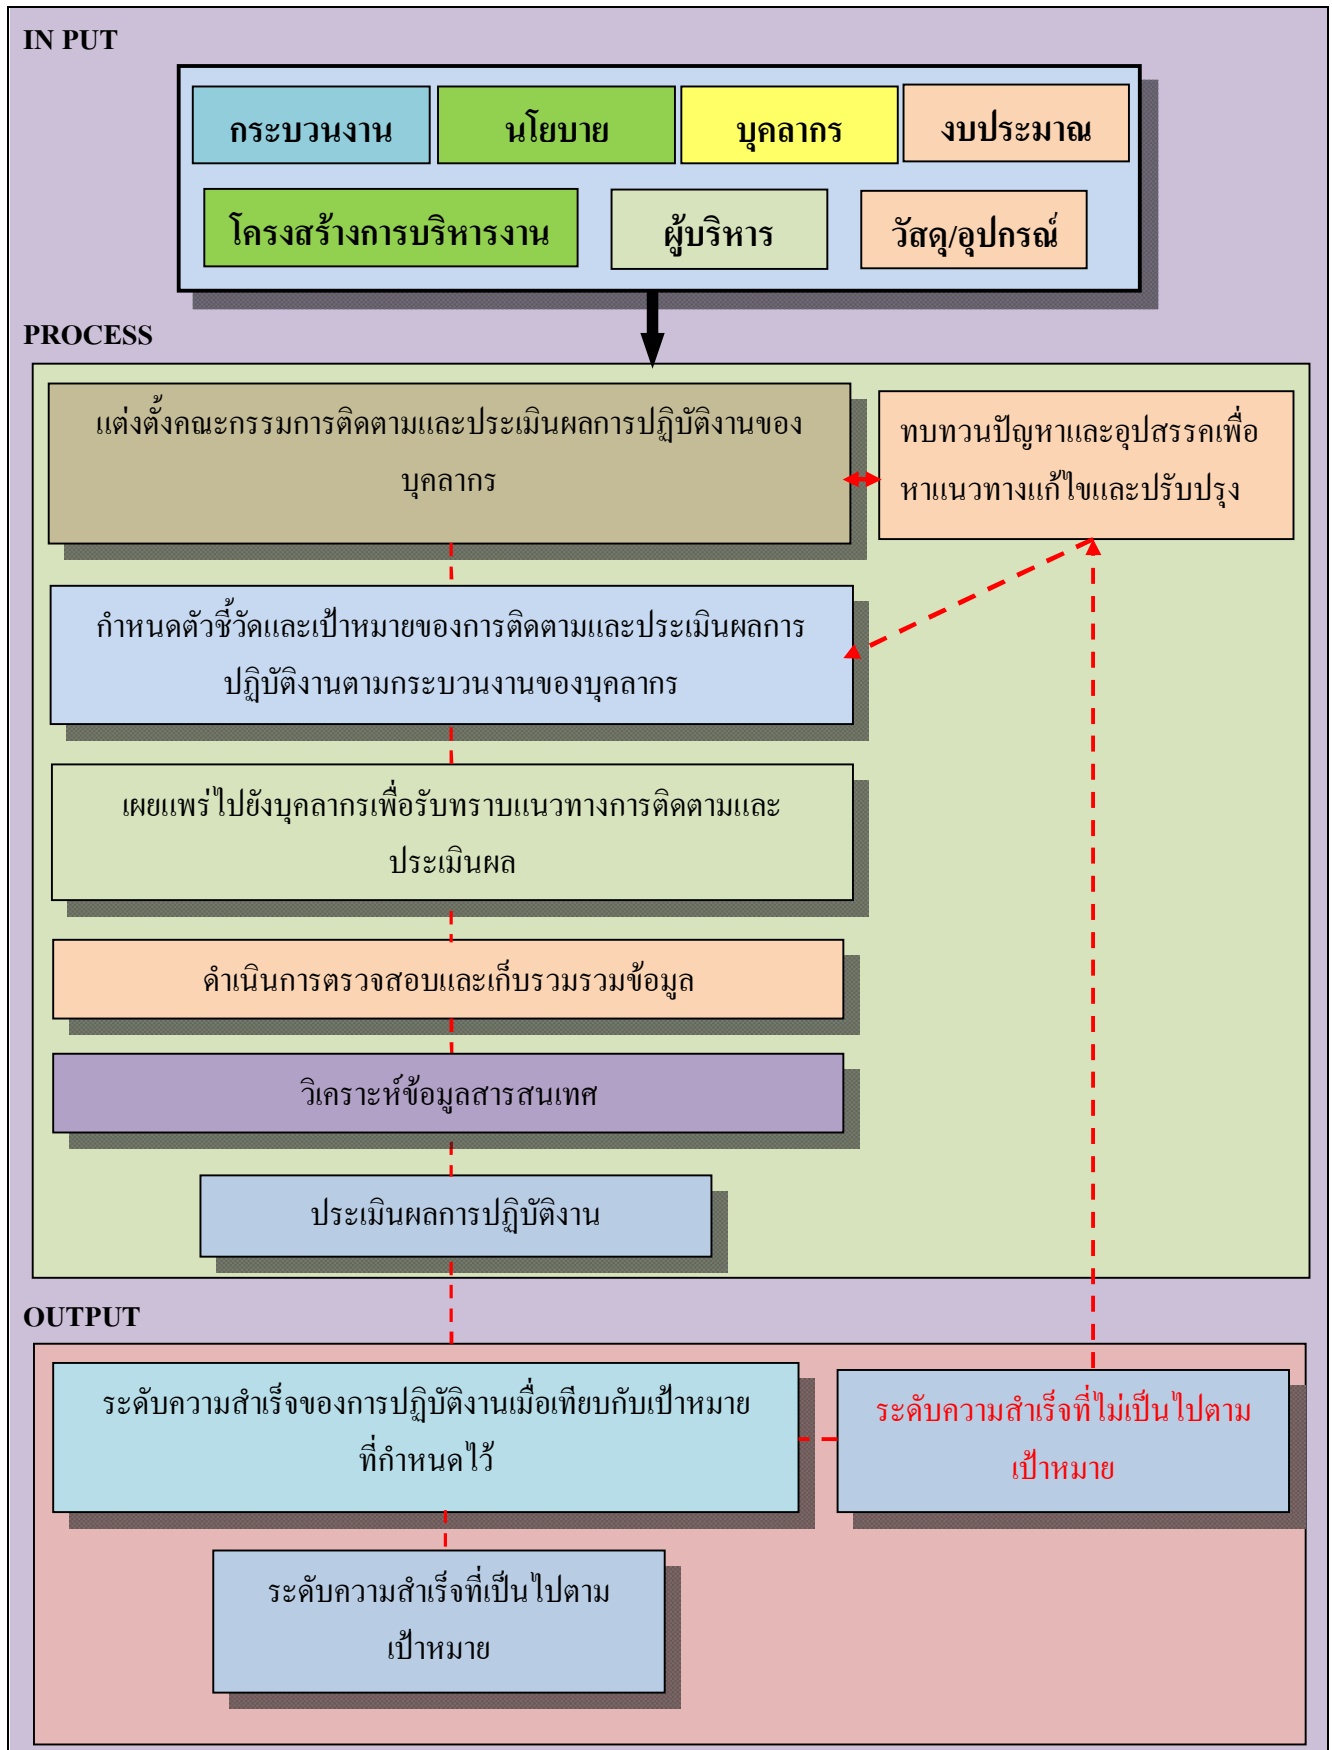 IN PUT
กระบวนงาน
นโยบาย
บุคลากร
งบประมาณ
โครงสร้างการบริหารงาน
ผู้บริหาร
วัสดุ/อุปกรณ์
PROCESS
แต่งตั้งคณะกรรมการติดตามและประเมินผลการปฏิบัติงานของ
บุคลากร
ทบทวนปัญหาและอุปสรรคเพื่อ
หาแนวทางแก้ไขและปรับปรุง
กำหนดตัวชี้วัดและเป้าหมายของการติดตามและประเมินผลการ
ปฏิบัติงานตามกระบวนงานของบุคลากร
เผยแพร่ไปยังบุคลากรเพื่อรับทราบแนวทางการติดตามและ
ประเมินผล
ดำเนินการตรวจสอบและเก็บรวมรวมข้อมูล
วิเคราะห์ข้อมูลสารสนเทศ
ประเมินผลการปฏิบัติงาน
OUTPUT
ระดับความสำเร็จของการปฏิบัติงานเมื่อเทียบกับเป้าหมาย
ที่กำหนดไว้
ระดับความสำเร็จที่ไม่เป็นไปตาม
เป้าหมาย
ระดับความสำเร็จที่เป็นไปตาม
เป้าหมาย